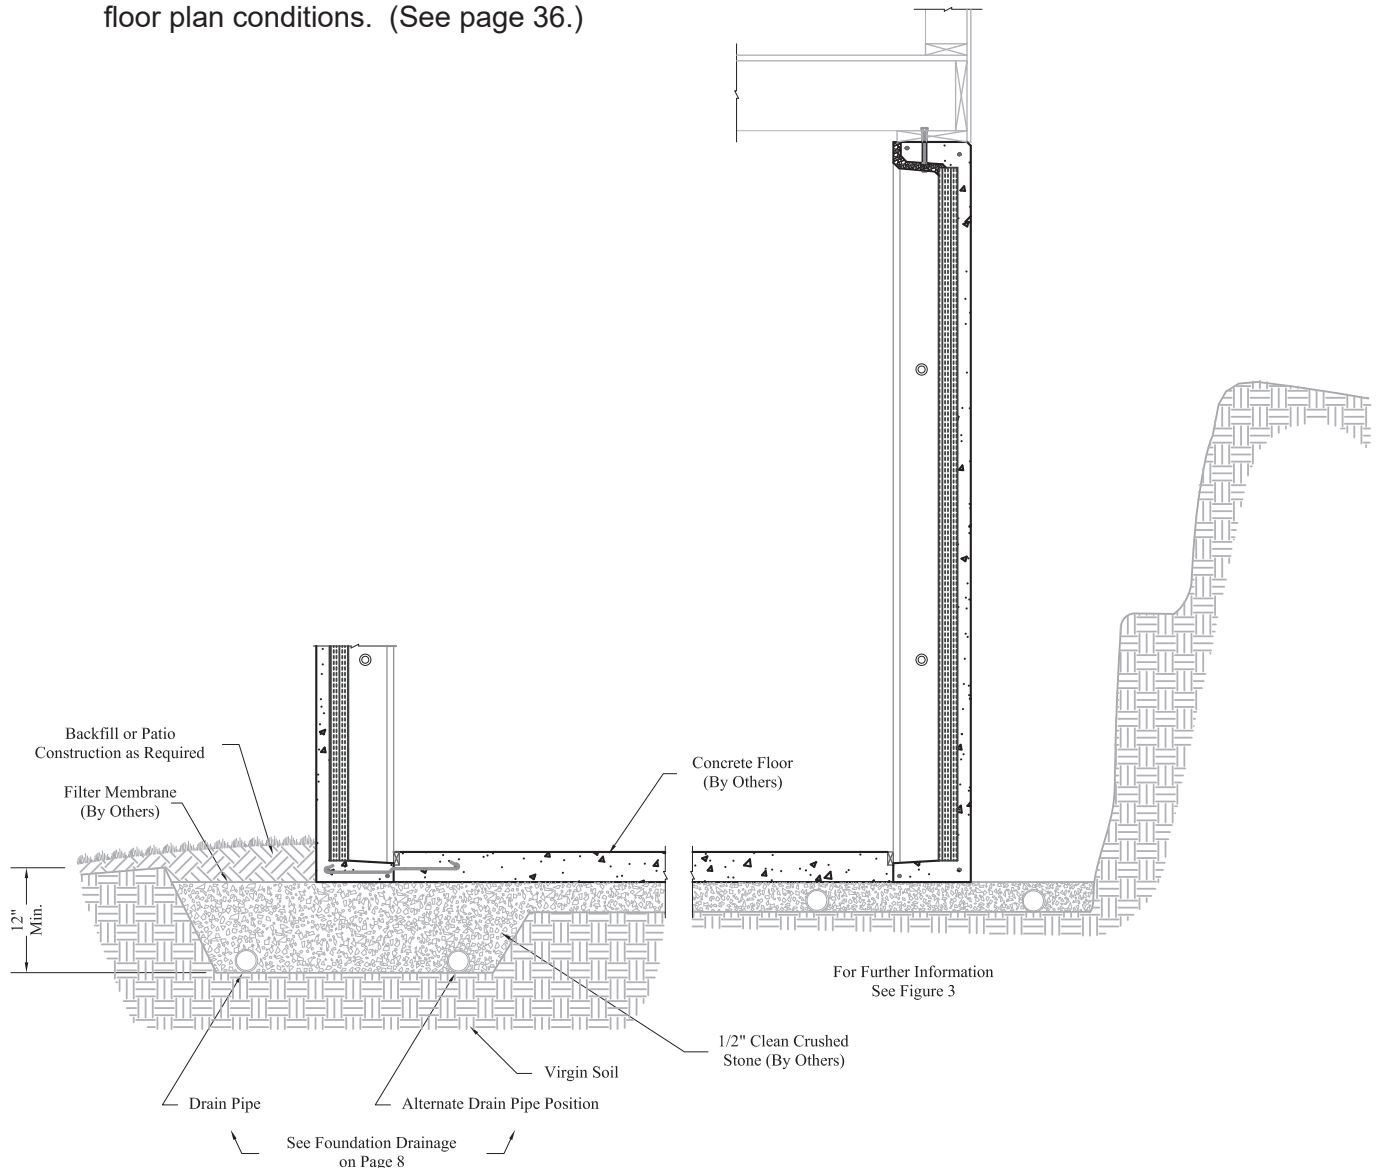 floor plan conditions.  (See page 36.)
Backfill or Patio
Construction as Required
Filter Membrane
(By Others)
Concrete Floor
(By Others)
12"
Min.
For Further Information
See Figure 3
1/2" Clean Crushed
Stone (By Others)
Virgin Soil
Drain Pipe
Alternate Drain Pipe Position
See Foundation Drainage
on Page 8